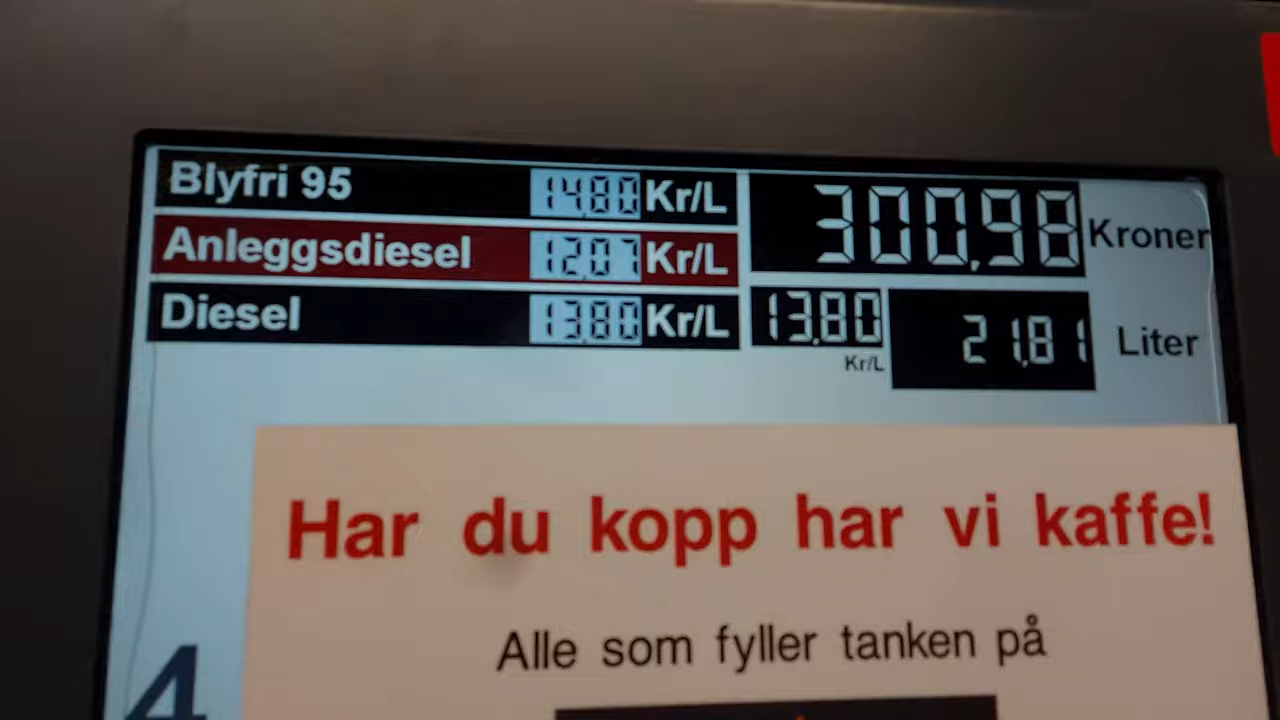 Blyfri 95 14,80 Kr/L
Anleggsdiesel 12,07 Kr/L
Diesel 13,80 Kr/L
300,98 Kroner
13,80 Kr/L
21,81 Liter
Har du kopp har vi kaffe!
Alle som fyller tanken på
4